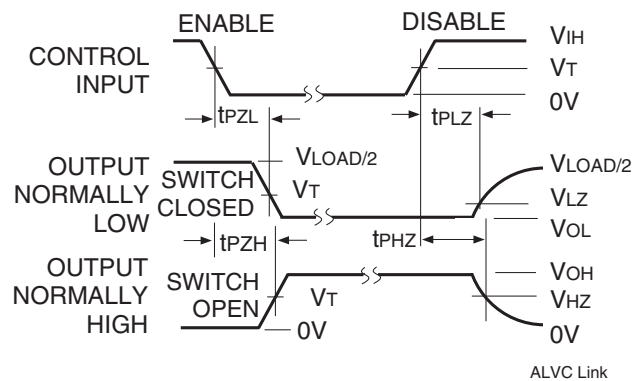 ENABLE
DISABLE
CONTROL
INPUT
VIH
VT
0V
tPZL
tPLZ
OUTPUT
NORMALLY
LOW
SWITCH
CLOSED
VLOAD/2
VT
VLOAD/2
VLZ
VOL
tPZH
tPHZ
OUTPUT
NORMALLY
HIGH
SWITCH
OPEN
VT
0V
VOH
VHZ
0V
ALVC Link